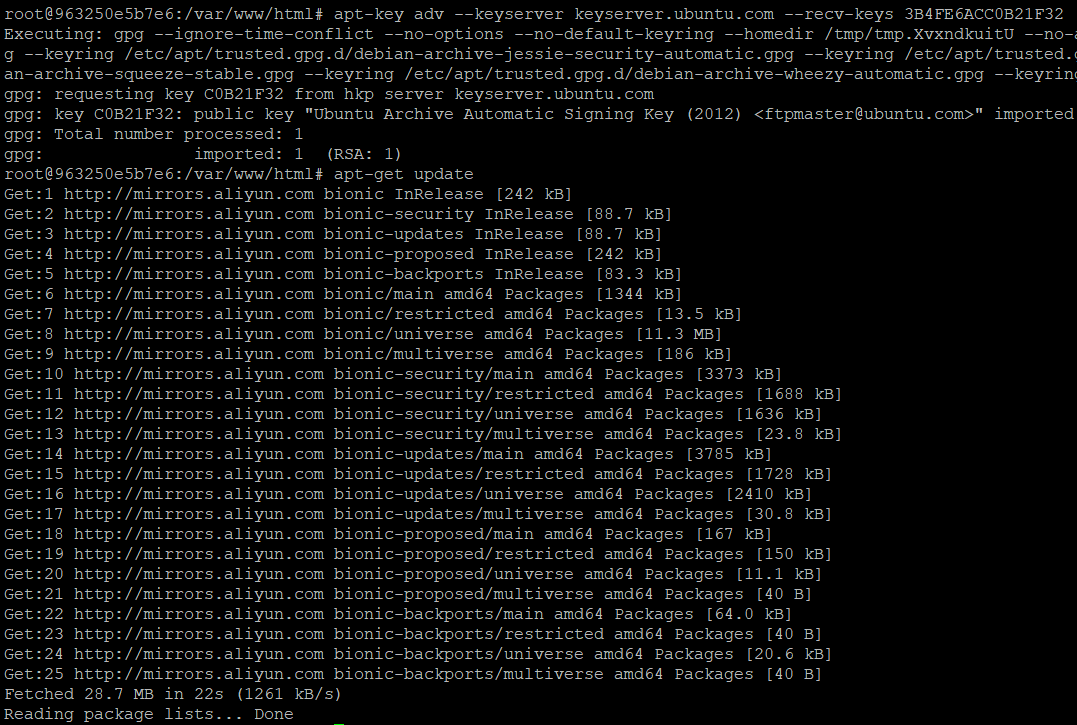 root@963250e5b7e6:/var/www/html# apt-key adv --keyserver keyserver.ubuntu.com --recv-keys 3B4FE6ACC0B21F32
Executing: gpg --ignore-time-conflict --no-options --no-default-keyring --homedir /tmp/tmp.XvxndkuitU --no-a
g --keyring /etc/apt/trusted.gpg.d/debian-archive-jessie-security-automatic.gpg --keyring /etc/apt/trusted.g
an-archive-squeeze-stable.gpg --keyring /etc/apt/trusted.gpg.d/debian-archive-wheezy-automatic.gpg --keyring
gpg: requesting key C0B21F32 from hkp server keyserver.ubuntu.com
gpg: key C0B21F32: public key "Ubuntu Archive Automatic Signing Key (2012) <ftpmaster@ubuntu.com>" imported
gpg: Total number processed: 1
gpg:               imported: 1  (RSA: 1)
root@963250e5b7e6:/var/www/html# apt-get update
Get:1 http://mirrors.aliyun.com bionic InRelease [242 kB]
Get:2 http://mirrors.aliyun.com bionic-security InRelease [88.7 kB]
Get:3 http://mirrors.aliyun.com bionic-updates InRelease [88.7 kB]
Get:4 http://mirrors.aliyun.com bionic-proposed InRelease [242 kB]
Get:5 http://mirrors.aliyun.com bionic-backports InRelease [83.3 kB]
Get:6 http://mirrors.aliyun.com bionic/main amd64 Packages [1344 kB]
Get:7 http://mirrors.aliyun.com bionic/restricted amd64 Packages [13.5 kB]
Get:8 http://mirrors.aliyun.com bionic/universe amd64 Packages [11.3 MB]
Get:9 http://mirrors.aliyun.com bionic/multiverse amd64 Packages [186 kB]
Get:10 http://mirrors.aliyun.com bionic-security/main amd64 Packages [3373 kB]
Get:11 http://mirrors.aliyun.com bionic-security/restricted amd64 Packages [1688 kB]
Get:12 http://mirrors.aliyun.com bionic-security/universe amd64 Packages [1636 kB]
Get:13 http://mirrors.aliyun.com bionic-security/multiverse amd64 Packages [23.8 kB]
Get:14 http://mirrors.aliyun.com bionic-updates/main amd64 Packages [3785 kB]
Get:15 http://mirrors.aliyun.com bionic-updates/restricted amd64 Packages [1728 kB]
Get:16 http://mirrors.aliyun.com bionic-updates/universe amd64 Packages [2410 kB]
Get:17 http://mirrors.aliyun.com bionic-updates/multiverse amd64 Packages [30.8 kB]
Get:18 http://mirrors.aliyun.com bionic-proposed/main amd64 Packages [167 kB]
Get:19 http://mirrors.aliyun.com bionic-proposed/restricted amd64 Packages [150 kB]
Get:20 http://mirrors.aliyun.com bionic-proposed/universe amd64 Packages [11.1 kB]
Get:21 http://mirrors.aliyun.com bionic-proposed/multiverse amd64 Packages [40 B]
Get:22 http://mirrors.aliyun.com bionic-backports/main amd64 Packages [64.0 kB]
Get:23 http://mirrors.aliyun.com bionic-backports/restricted amd64 Packages [40 B]
Get:24 http://mirrors.aliyun.com bionic-backports/universe amd64 Packages [20.6 kB]
Get:25 http://mirrors.aliyun.com bionic-backports/multiverse amd64 Packages [40 B]
Fetched 28.7 MB in 22s (1261 kB/s)
Reading package lists... Done